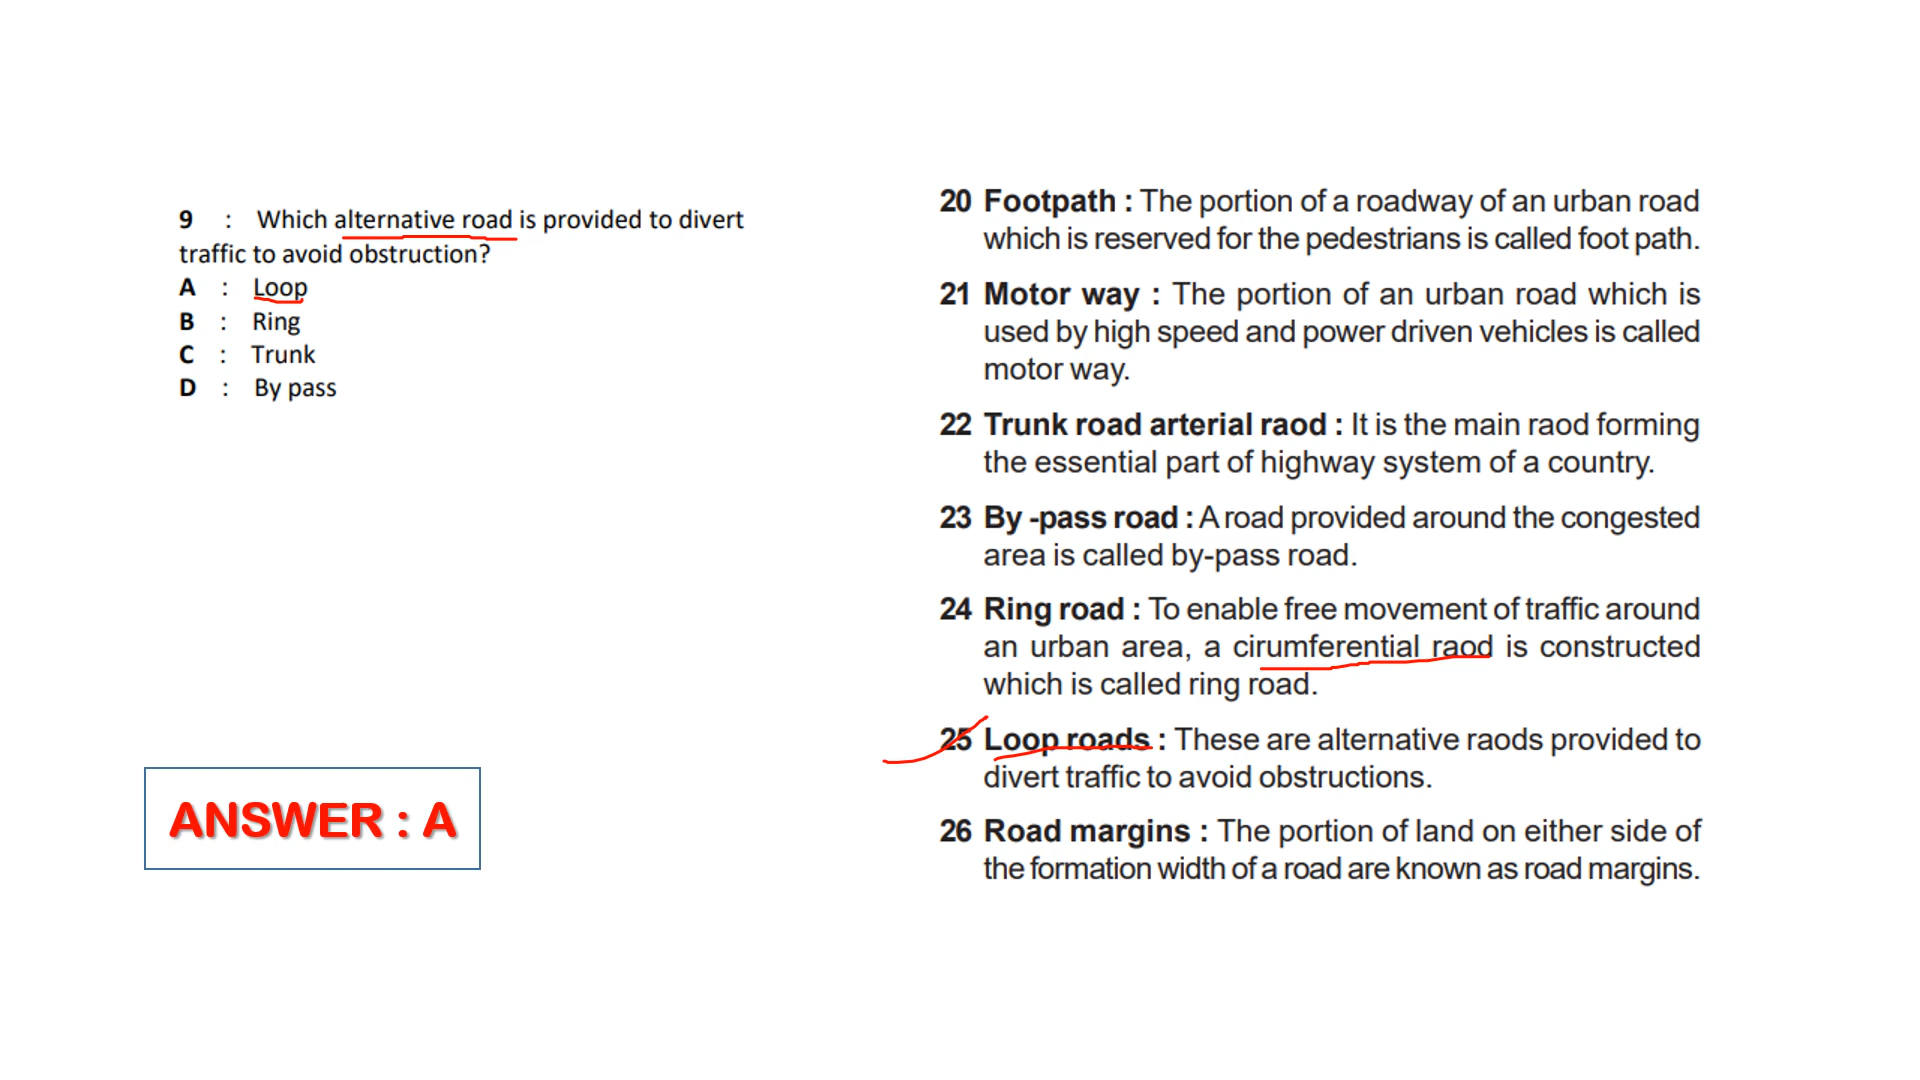 9 : Which alternative road is provided to divert
traffic to avoid obstruction?
A : Loop
B : Ring
C : Trunk
D : By pass
ANSWER : A
20 Footpath : The portion of a roadway of an urban road
which is reserved for the pedestrians is called foot path.
21 Motor way : The portion of an urban road which is
used by high speed and power driven vehicles is called
motor way.
22 Trunk road arterial raod : It is the main raod forming
the essential part of highway system of a country.
23 By -pass road : A road provided around the congested
area is called by-pass road.
24 Ring road : To enable free movement of traffic around
an urban area, a cirumferential raod is constructed
which is called ring road.
25 Loop roads : These are alternative raods provided to
divert traffic to avoid obstructions.
26 Road margins : The portion of land on either side of
the formation width of a road are known as road margins.